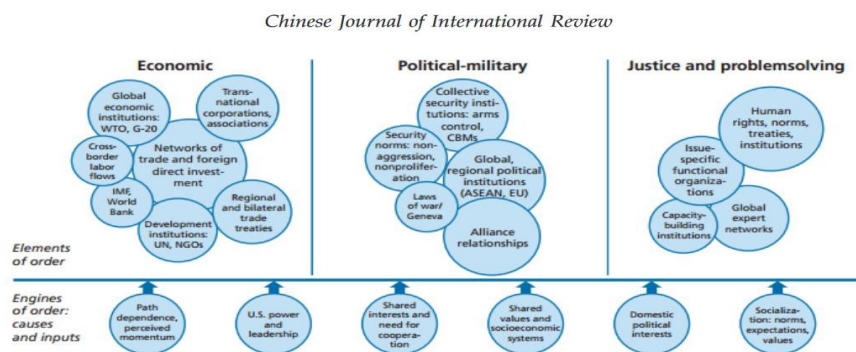 Chinese Journal of International Review
Economic
Global
economic
institutions:
WTO, G-20
Trans-
national
corporations,
associations
Cross-
border
labor
flows
Networks of
trade and foreign
direct invest-
ment
IMF,
World
Bank
Development
institutions:
UN, NGOs
Regional
and bilateral
trade
treaties
Political-military
Collective
security insti-
tutions: arms
control,
CBMs
Security
norms: non-
aggression,
nonprolifer-
ation
Global,
regional political
institutions
(ASEAN, EU)
Laws
of war/
Geneva
Alliance
relationships
Justice and problemsolving
Human
rights, norms,
treaties,
institutions
Issue-
specific
functional
organiza-
tions
Capacity-
building
institutions
Global
expert
networks
Elements
of order
Engines
of order:
causes
and inputs
Path
dependence,
perceived
momentum
U.S. power
and
leadership
Shared
interests and
need for
coopera-
tion
Shared
values and
socioeconomic
systems
Domestic
political
interests
Socializa-
tion: norms,
expectations,
values